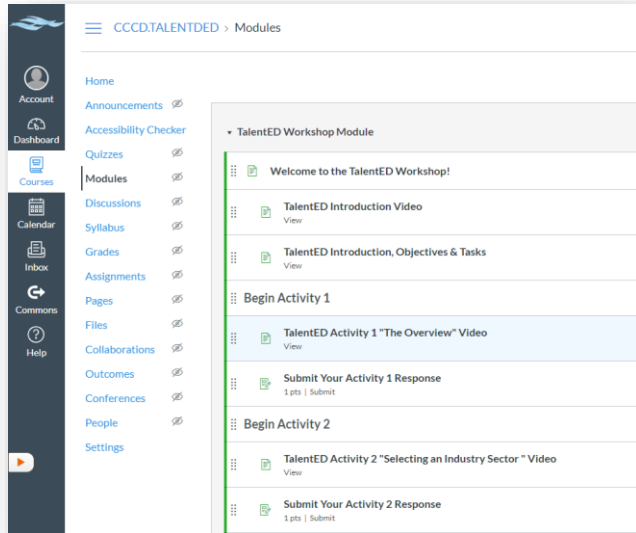 CCCD.TALENTDED > Modules
Account
Dashboard
Courses
Calendar
Inbox
Commons
Help
Home
Announcements
Accessibility Checker
Quizzes
Modules
Discussions
Syllabus
Grades
Assignments
Pages
Files
Collaborations
Outcomes
Conferences
People
Settings
TalentED Workshop Module
Welcome to the TalentED Workshop!
TalentED Introduction Video
View
TalentED Introduction, Objectives & Tasks
View
Begin Activity 1
TalentED Activity 1 "The Overview" Video
View
Submit Your Activity 1 Response
1 pts | Submit
Begin Activity 2
TalentED Activity 2 "Selecting an Industry Sector " Video
View
Submit Your Activity 2 Response
1 pts | Submit